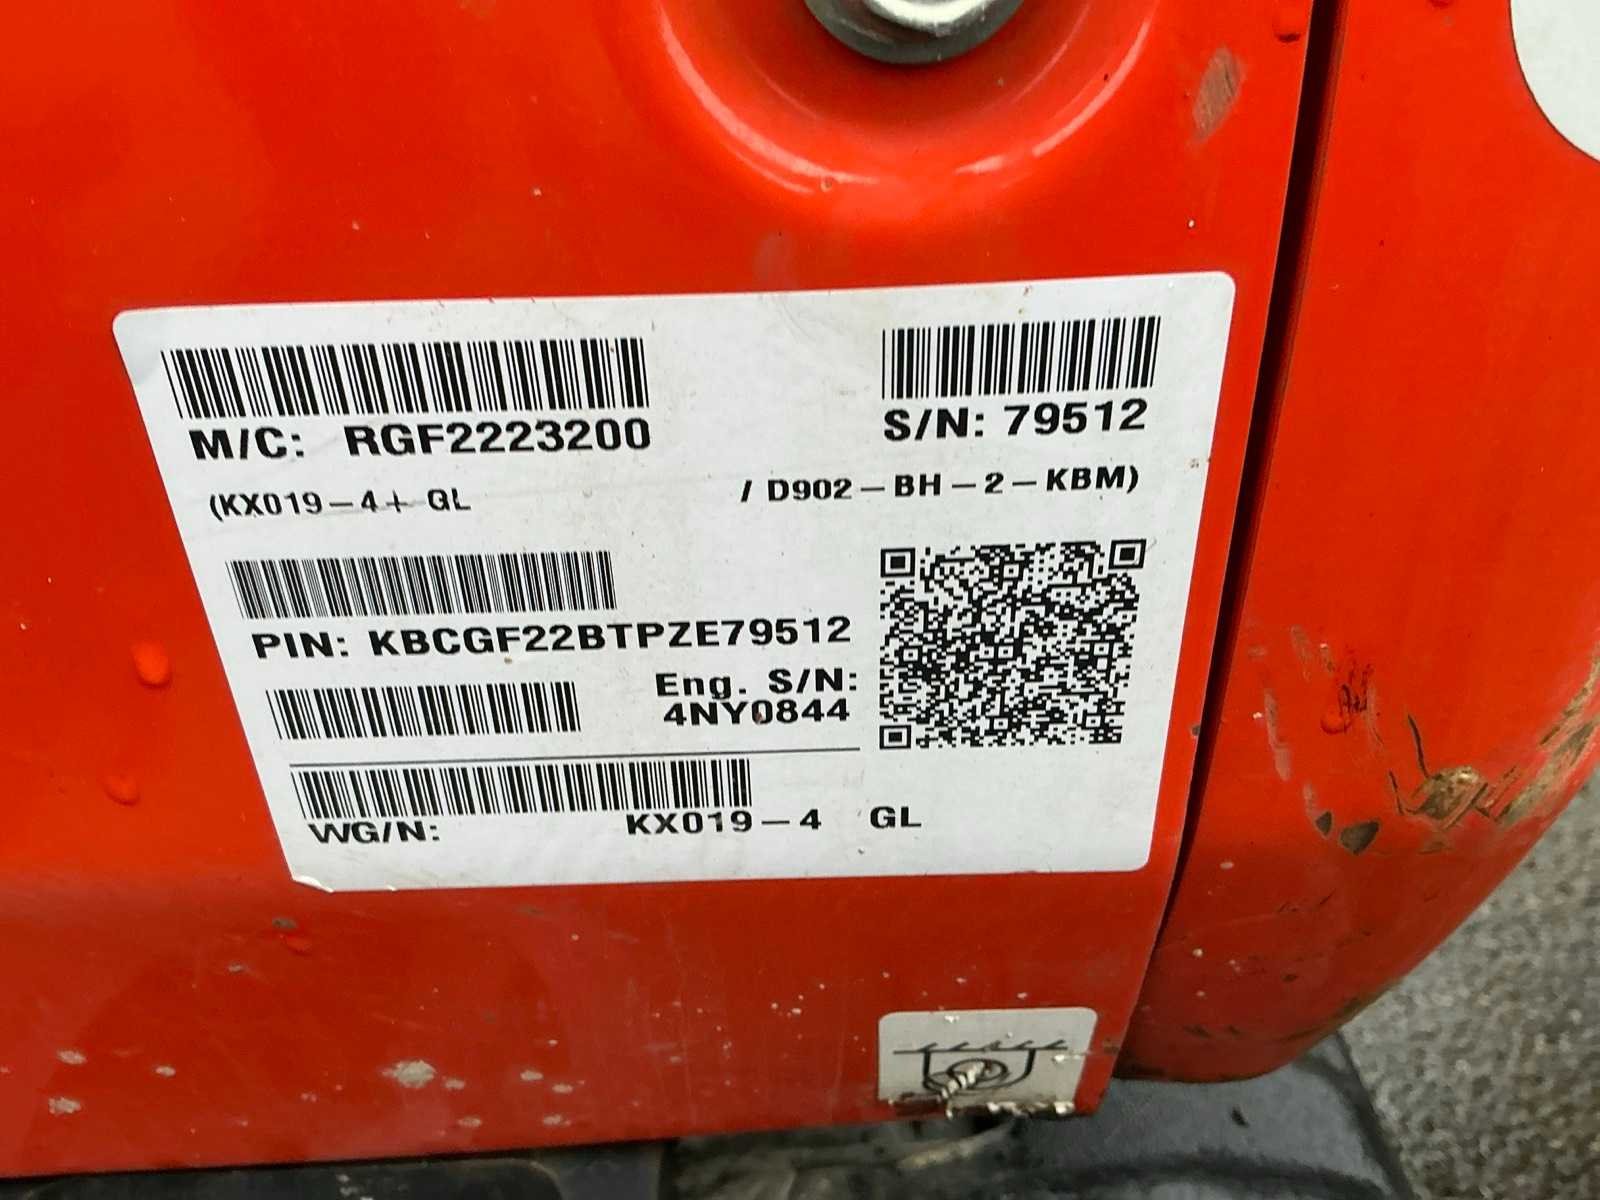 M/C: RGF2223200
S/N: 79512
(KX019-4+ GL / D902-BH-2-KBM)
PIN: KBCGF22BTPZE79512
Eng. S/N:
4NY0844
WG/N: KX019-4 GL